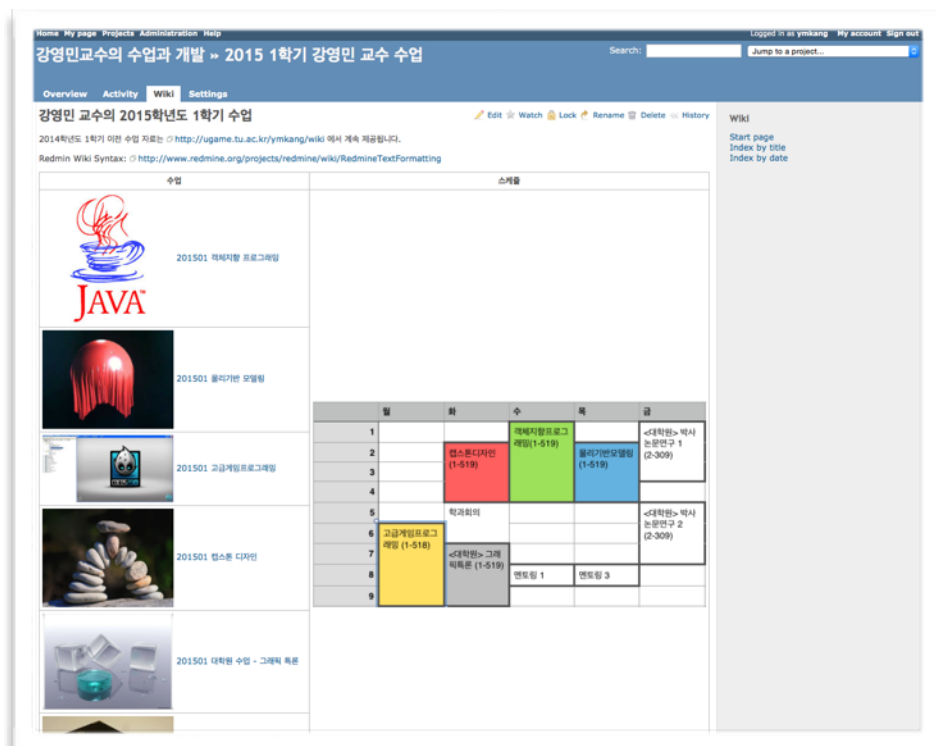 Home My page Projects Administration Help
Logged in as ymkang My account Sign out
강영민교수의 수업과 개발 » 2015 1학기 강영민 교수 수업
Search:
Jump to a project...
Overview Activity Wiki Settings
강영민 교수의 2015학년도 1학기 수업
Edit Watch Lock Rename Delete History
2014학년도 1학기 이전 수업 자료는 http://ugame.tu.ac.kr/ymkang/wiki 에서 계속 제공됩니다.
Redmin Wiki Syntax: http://www.redmine.org/projects/redmine/wiki/RedmineTextFormatting
Wiki
Start page
Index by title
Index by date
수업 스케쥴
JAVA™
201501 객체지향 프로그래밍
201501 물리기반 모델링
201501 고급게임프로그래밍
201501 캡스톤 디자인
201501 대학원 수업 - 그래픽 특론
월 화 수 목 금
1
2
3
4
5
6
7
8
9
고급게임프로그
래밍 (1-518)
캡스톤디자인
(1-519)
학과회의
<대학원> 그래
픽특론 (1-519)
객체지향프로그
래밍(1-519)
멘토링 1
물리기반모델링
(1-519)
멘토링 3
<대학원> 박사
논문연구 1
(2-309)
<대학원> 박사
논문연구 2
(2-309)